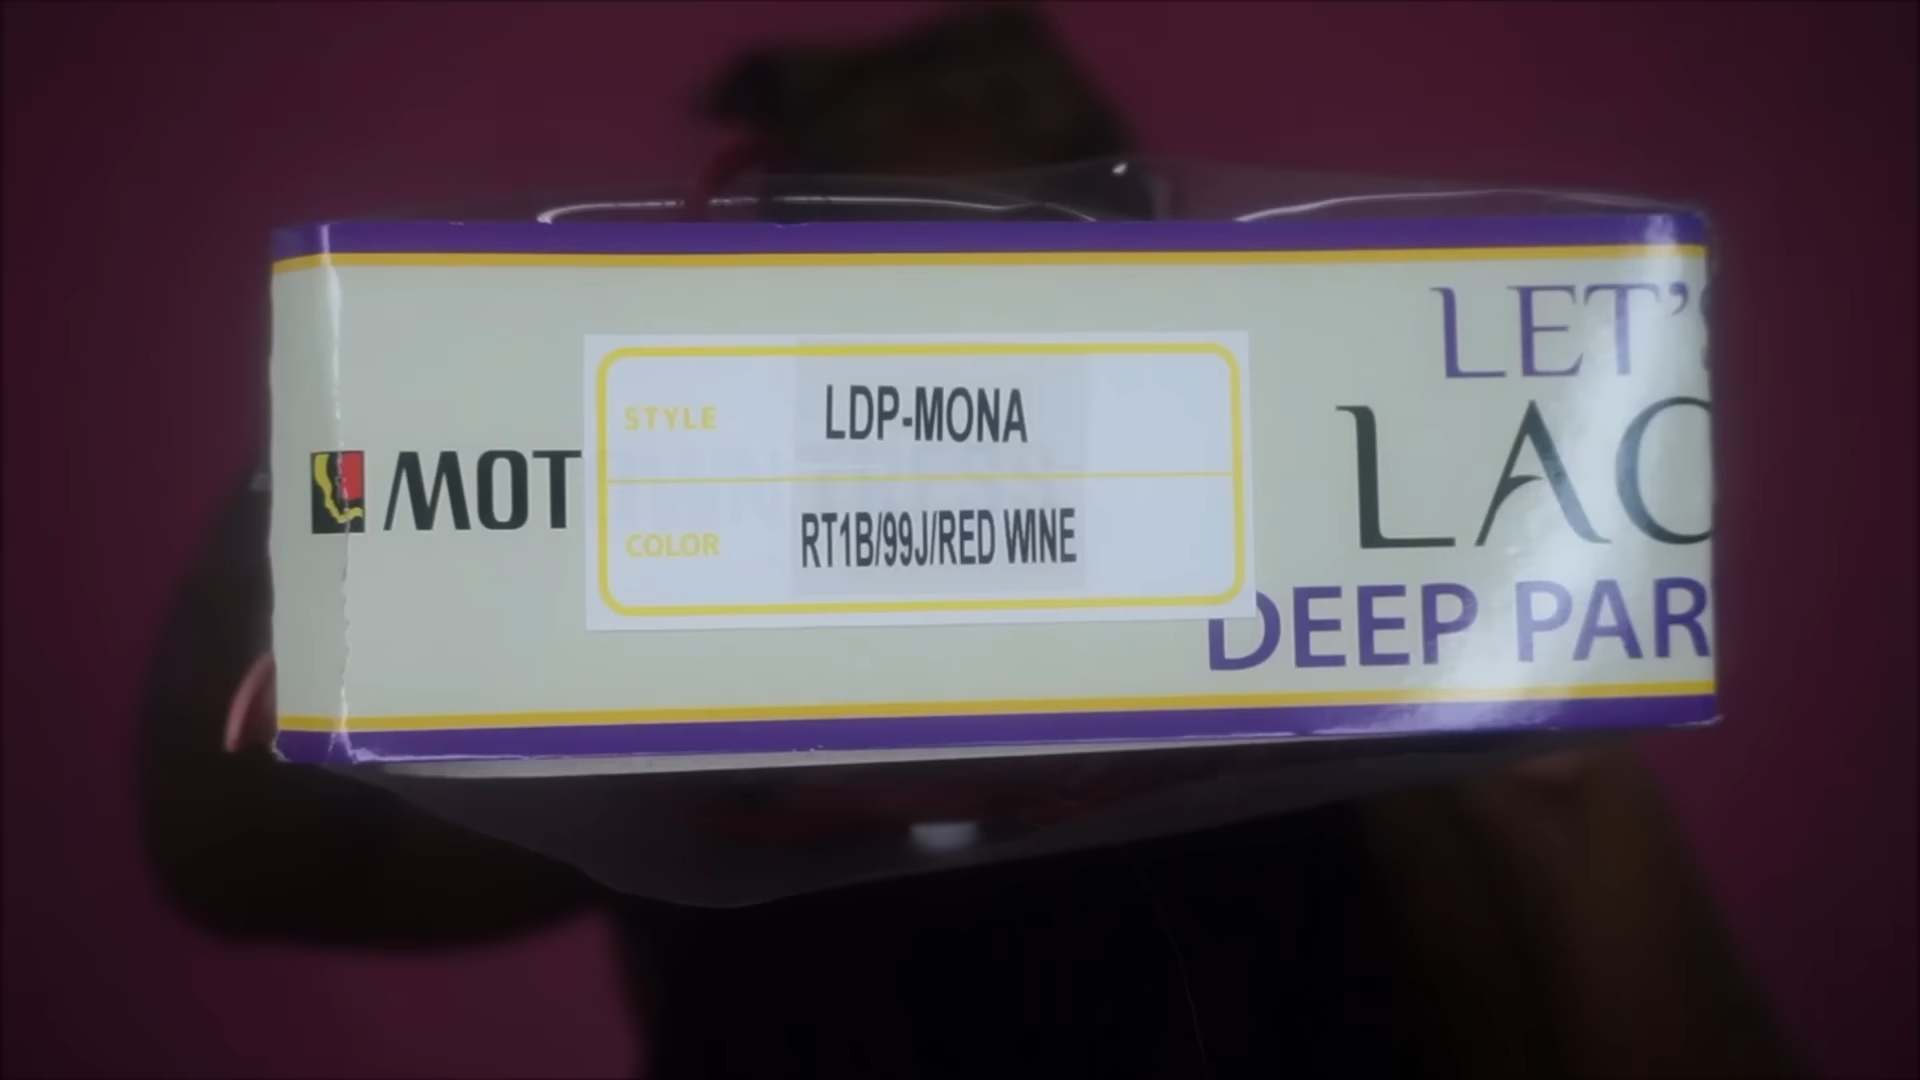 MOT
STYLE LDP-MONA
COLOR RT1B/99J/RED WINE
LET'S
LAC
DEEP PAR